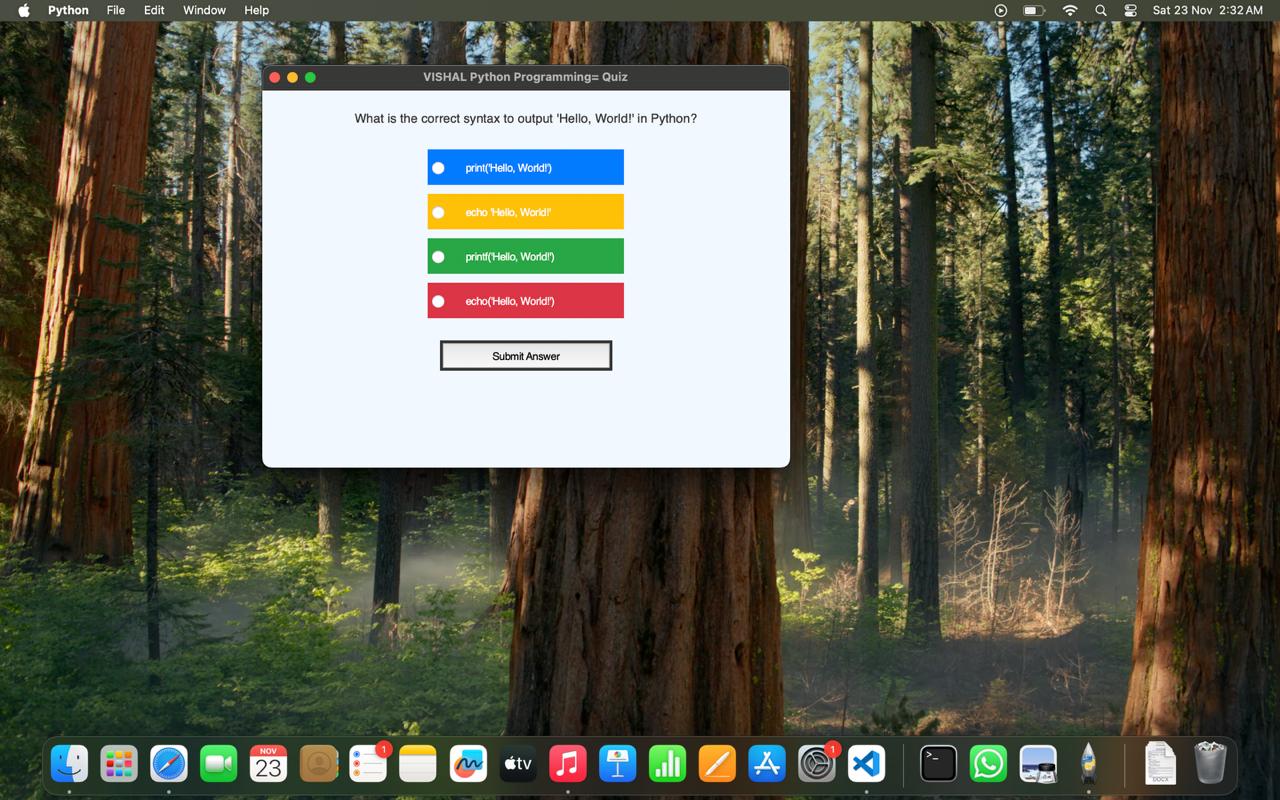 Python File Edit Window Help Sat 23 Nov 2:32 AM
VISHAL Python Programming= Quiz
What is the correct syntax to output 'Hello, World!' in Python?
print('Hello, World!')
echo 'Hello, World!'
printf('Hello, World!')
echo('Hello, World!')
Submit Answer
NOV
23
1
tv
1
>_
DOCX